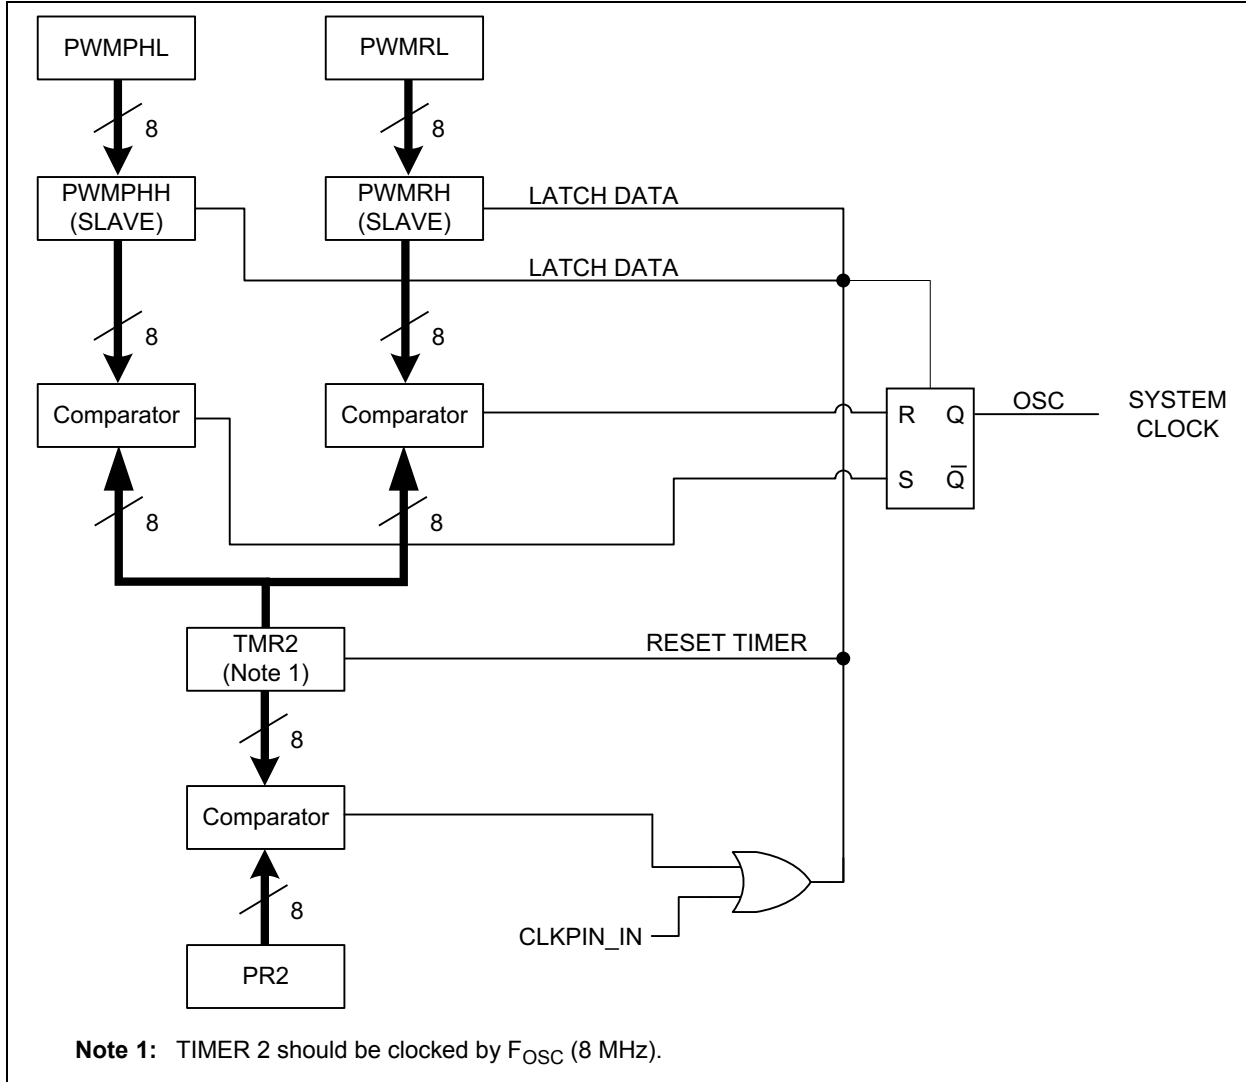 PWMPHL
PWMRL
8
8
PWMPHH
(SLAVE)
PWMRH
(SLAVE)
LATCH DATA
LATCH DATA
8
8
Comparator
Comparator
R Q
S Q̅
OSC
SYSTEM
CLOCK
8
8
TMR2
(Note 1)
RESET TIMER
8
Comparator
8
CLKPIN_IN
PR2
Note 1: TIMER 2 should be clocked by FOSC (8 MHz).